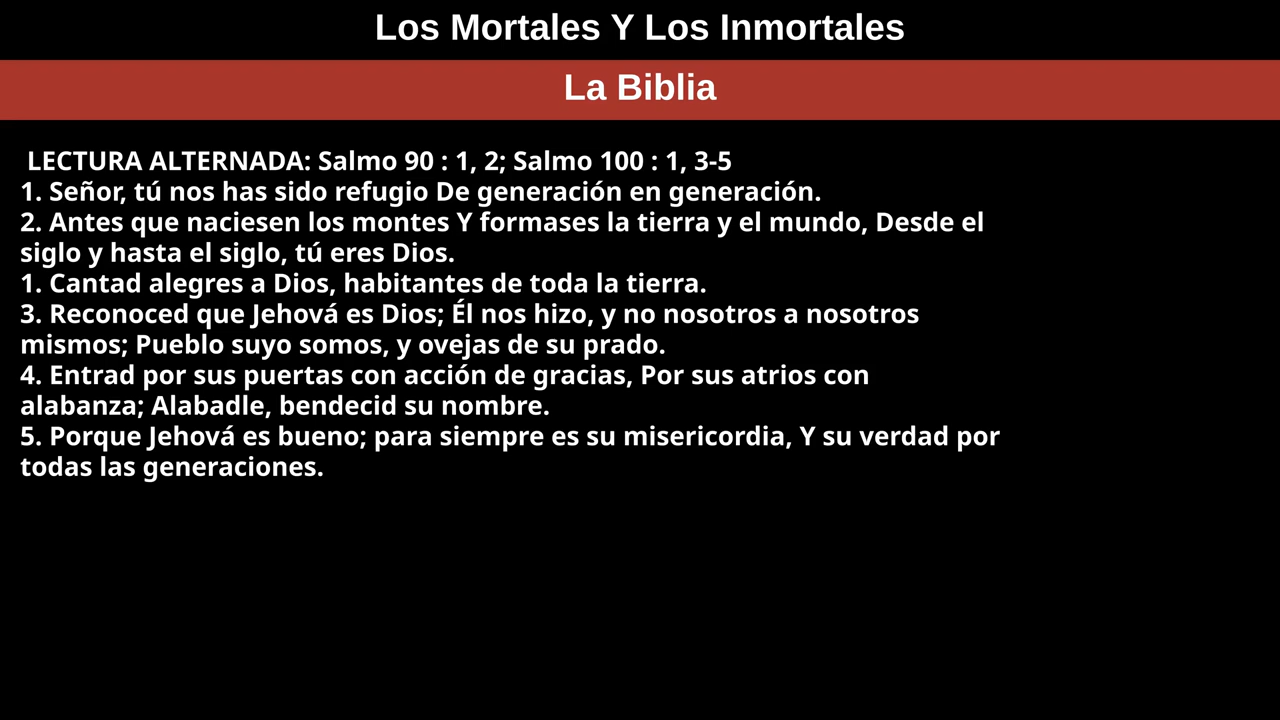 Los Mortales Y Los Inmortales
La Biblia
LECTURA ALTERNADA: Salmo 90 : 1, 2; Salmo 100 : 1, 3-5
1. Señor, tú nos has sido refugio De generación en generación.
2. Antes que naciesen los montes Y formases la tierra y el mundo, Desde el
siglo y hasta el siglo, tú eres Dios.
1. Cantad alegres a Dios, habitantes de toda la tierra.
3. Reconoced que Jehová es Dios; Él nos hizo, y no nosotros a nosotros
mismos; Pueblo suyo somos, y ovejas de su prado.
4. Entrad por sus puertas con acción de gracias, Por sus atrios con
alabanza; Alabadle, bendecid su nombre.
5. Porque Jehová es bueno; para siempre es su misericordia, Y su verdad por
todas las generaciones.